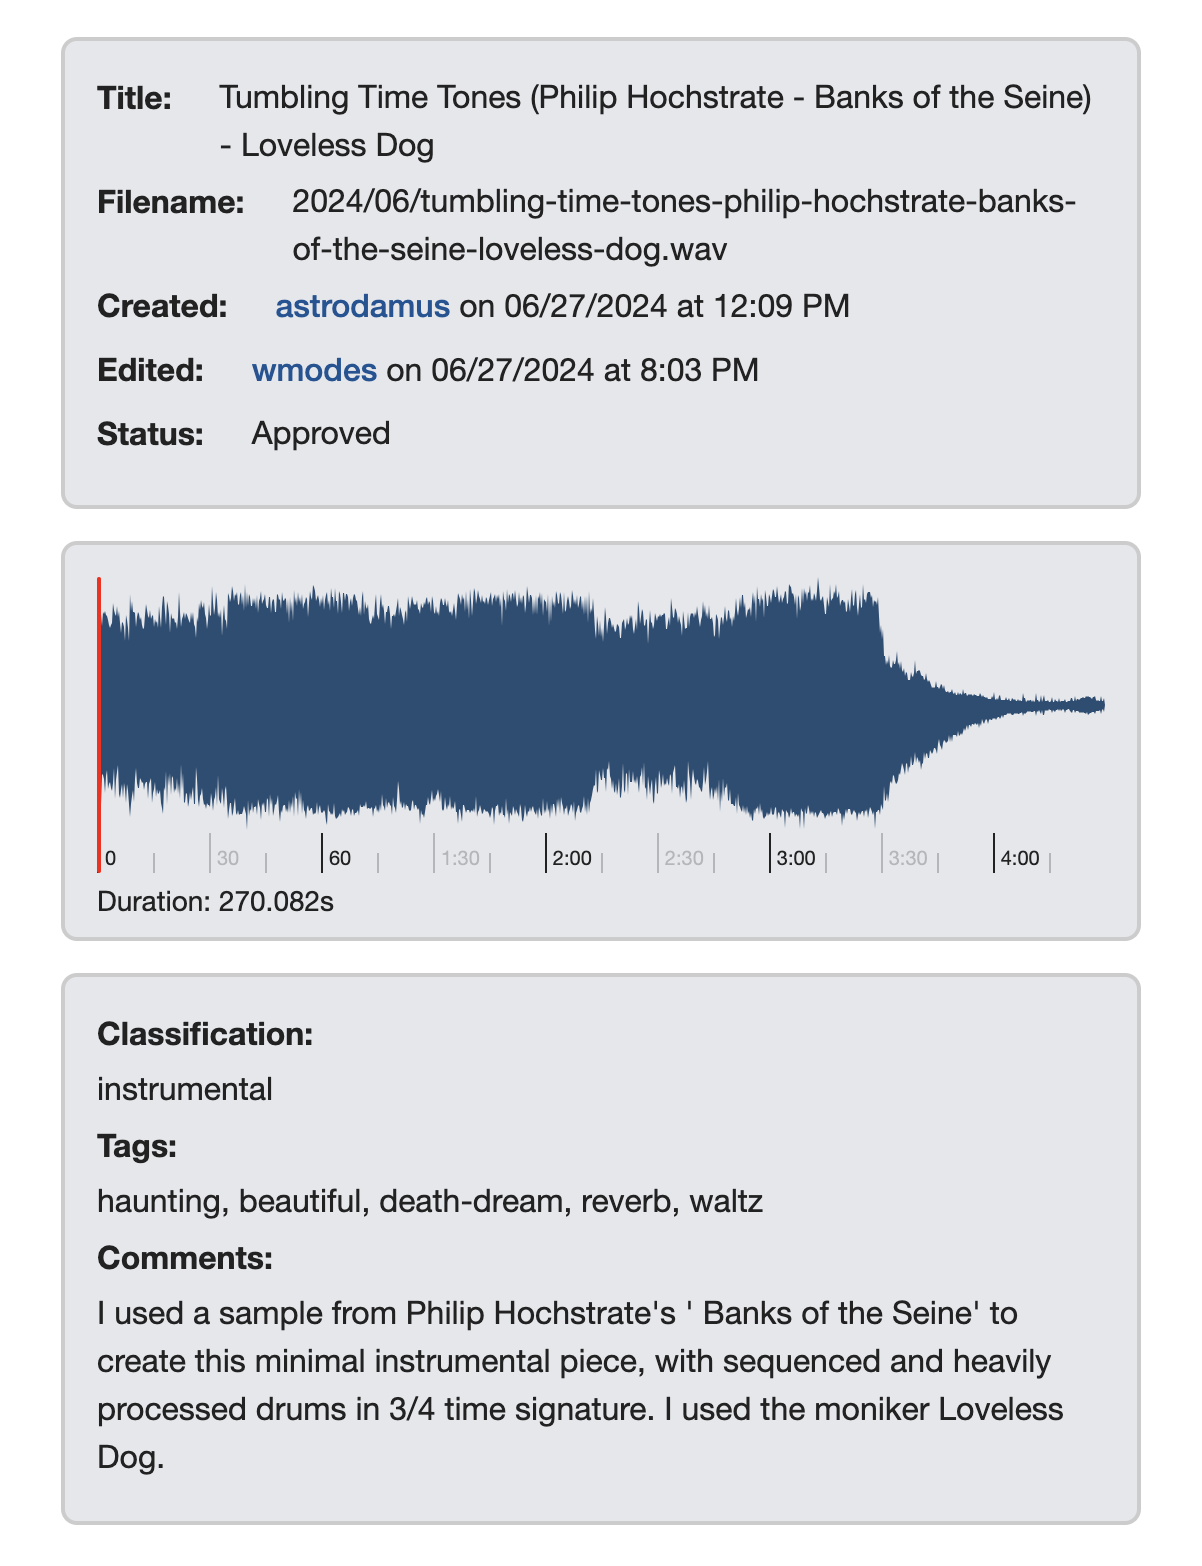 Title: Tumbling Time Tones (Philip Hochstrate - Banks of the Seine)
- Loveless Dog
Filename: 2024/06/tumbling-time-tones-philip-hochstrate-banks-
of-the-seine-loveless-dog.wav
Created: astrodamus on 06/27/2024 at 12:09 PM
Edited: wmodes on 06/27/2024 at 8:03 PM
Status: Approved
0 30 60 1:30 2:00 2:30 3:00 3:30 4:00
Duration: 270.082s
Classification:
instrumental
Tags:
haunting, beautiful, death-dream, reverb, waltz
Comments:
I used a sample from Philip Hochstrate's ' Banks of the Seine' to
create this minimal instrumental piece, with sequenced and heavily
processed drums in 3/4 time signature. I used the moniker Loveless
Dog.